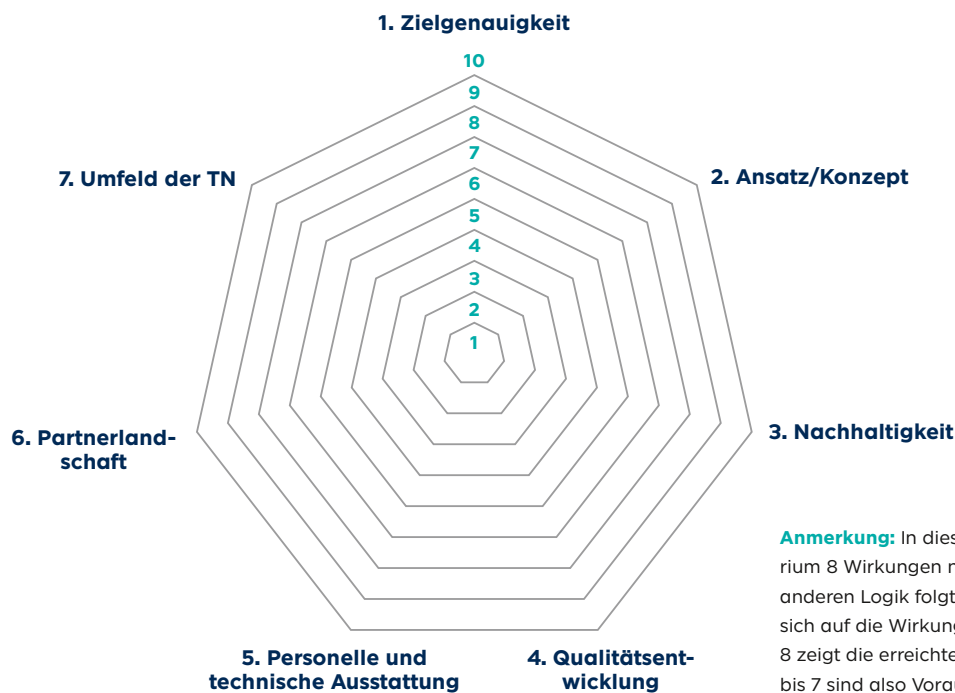 1. Zielgenauigkeit
10
9
8
7
6
5
4
3
2
1
7. Umfeld der TN
2. Ansatz/Konzept
6. Partnerland-
schaft
3. Nachhaltigkeit
5. Personelle und
technische Ausstattung
4. Qualitätsent-
wicklung
Anmerkung: In dies
rium 8 Wirkungen
anderen Logik folgt
sich auf die Wirkung
8 zeigt die erreichte
bis 7 sind also Vorau